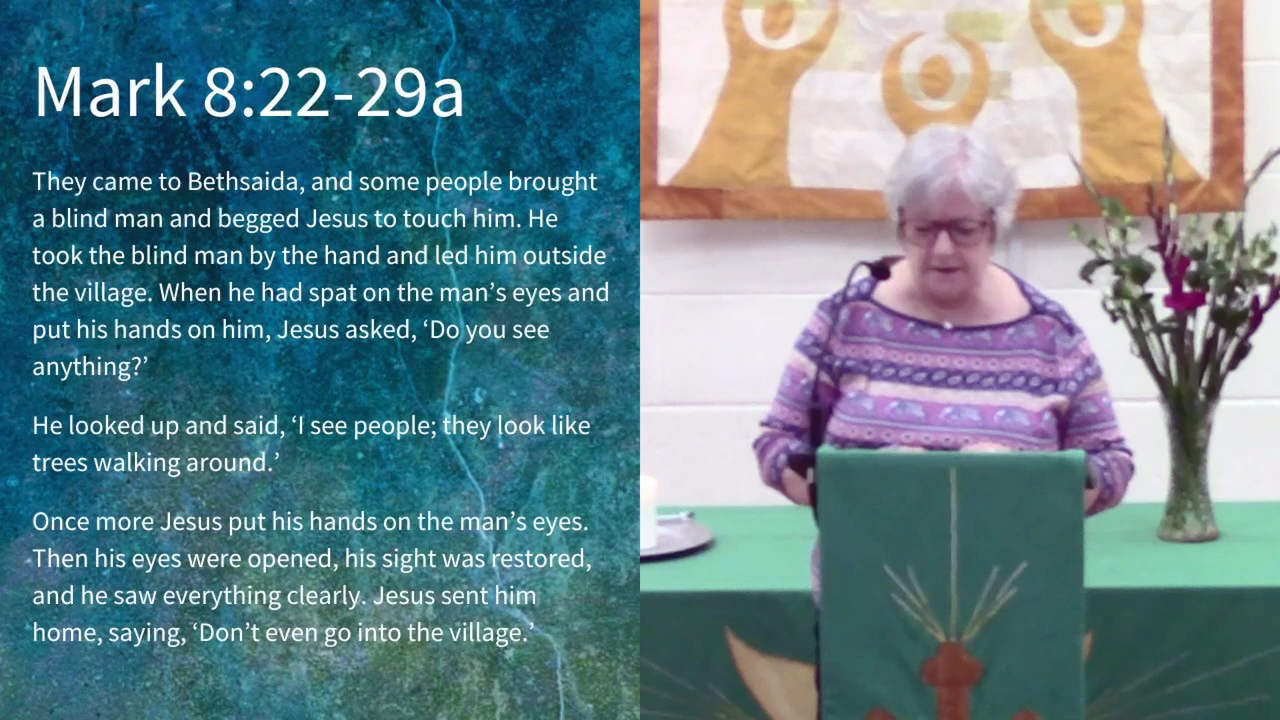 Mark 8:22-29a
They came to Bethsaida, and some people brought
a blind man and begged Jesus to touch him. He
took the blind man by the hand and led him outside
the village. When he had spat on the man’s eyes and
put his hands on him, Jesus asked, ‘Do you see
anything?’
He looked up and said, ‘I see people; they look like
trees walking around.’
Once more Jesus put his hands on the man’s eyes.
Then his eyes were opened, his sight was restored,
and he saw everything clearly. Jesus sent him
home, saying, ‘Don’t even go into the village.’